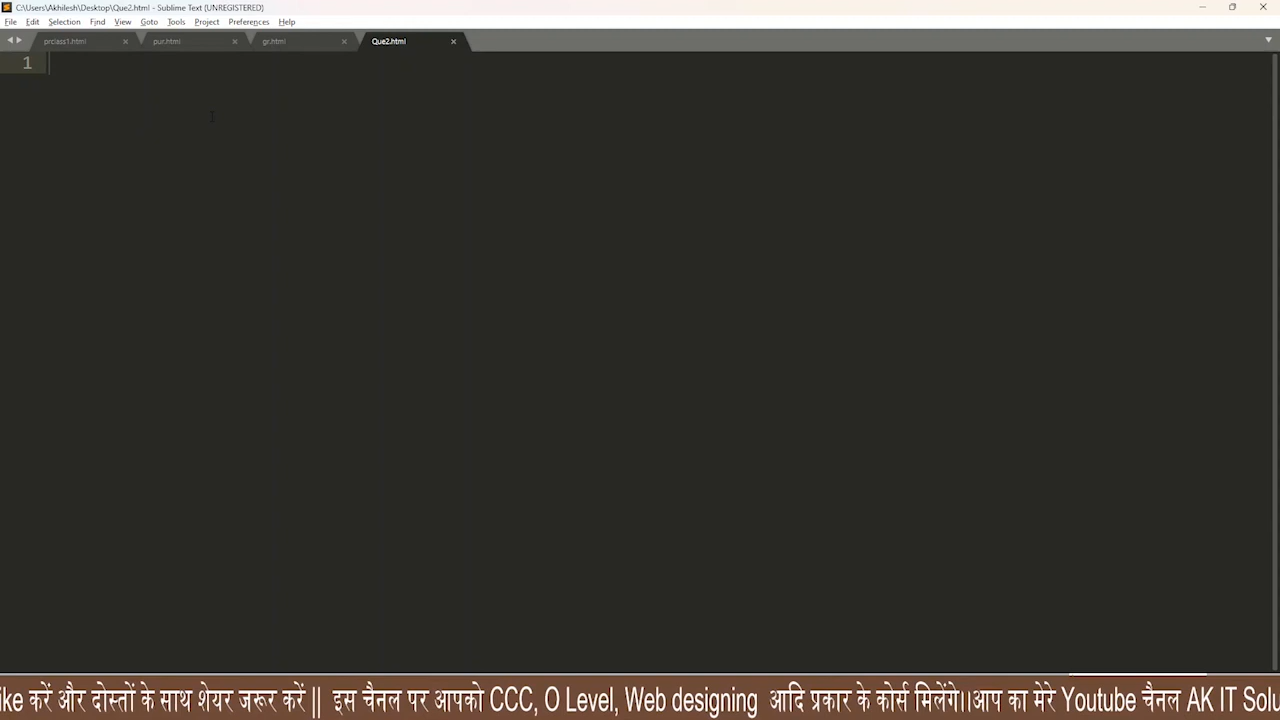 C:\Users\Akhilesh\Desktop\Que2.html - Sublime Text (UNREGISTERED)
File Edit Selection Find View Goto Tools Project Preferences Help
prclass1.html pur.html gr.html Que2.html
1
ike करें और दोस्तों के साथ शेयर जरूर करें || इस चैनल पर आपको CCC, O Level, Web designing आदि प्रकार के कोर्स मिलेंगे।।आप का मेरे Youtube चैनल AK IT Solu